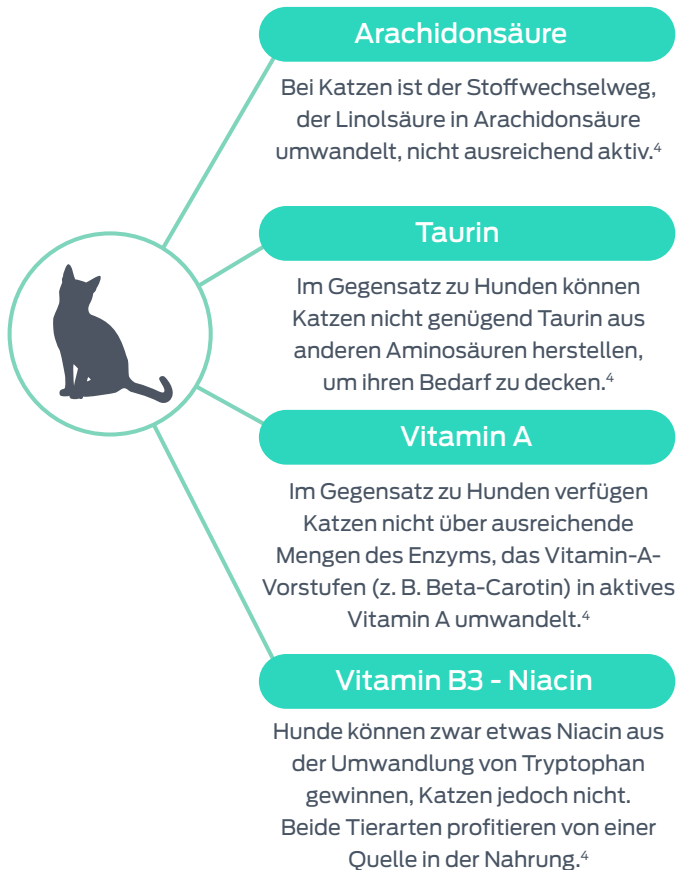 Arachidonsäure
Bei Katzen ist der Stoffwechselweg,
der Linolsäure in Arachidonsäure
umwandelt, nicht ausreichend aktiv.⁴
Taurin
Im Gegensatz zu Hunden können
Katzen nicht genügend Taurin aus
anderen Aminosäuren herstellen,
um ihren Bedarf zu decken.⁴
Vitamin A
Im Gegensatz zu Hunden verfügen
Katzen nicht über ausreichende
Mengen des Enzyms, das Vitamin-A-
Vorstufen (z. B. Beta-Carotin) in aktives
Vitamin A umwandelt.⁴
Vitamin B3 - Niacin
Hunde können zwar etwas Niacin aus
der Umwandlung von Tryptophan
gewinnen, Katzen jedoch nicht.
Beide Tierarten profitieren von einer
Quelle in der Nahrung.⁴